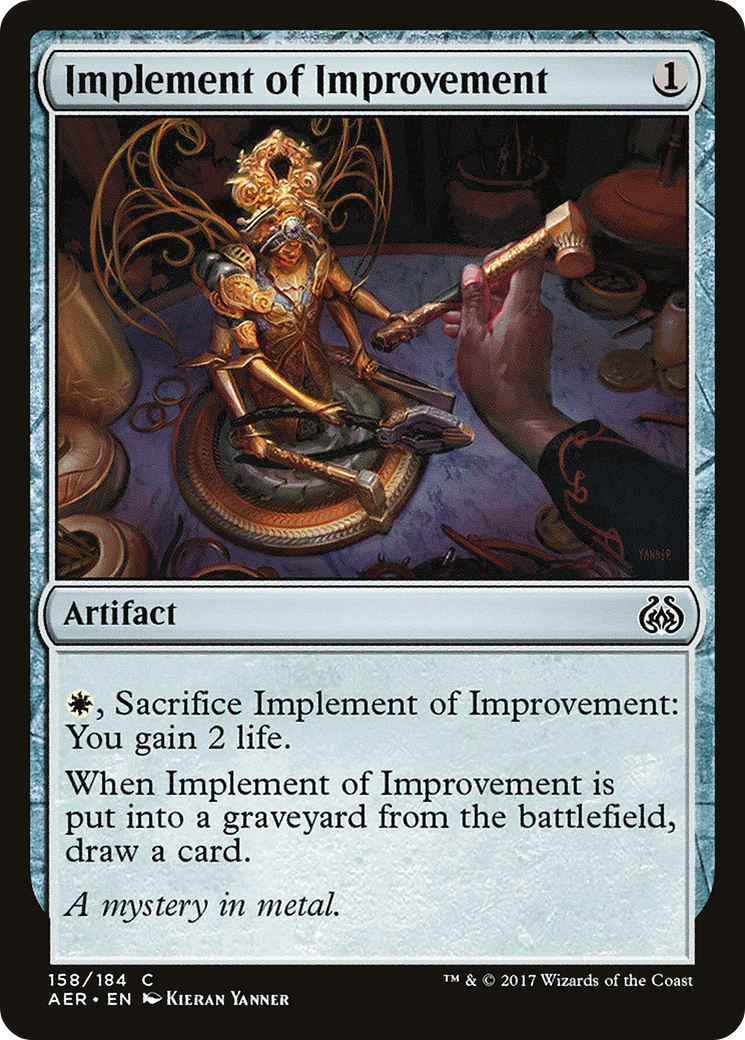 Implement of Improvement 1
YANNER
Artifact
, Sacrifice Implement of Improvement:
You gain 2 life.
When Implement of Improvement is
put into a graveyard from the battlefield,
draw a card.
A mystery in metal.
158/184 C
AER • EN Kieran Yanner
™ & © 2017 Wizards of the Coast